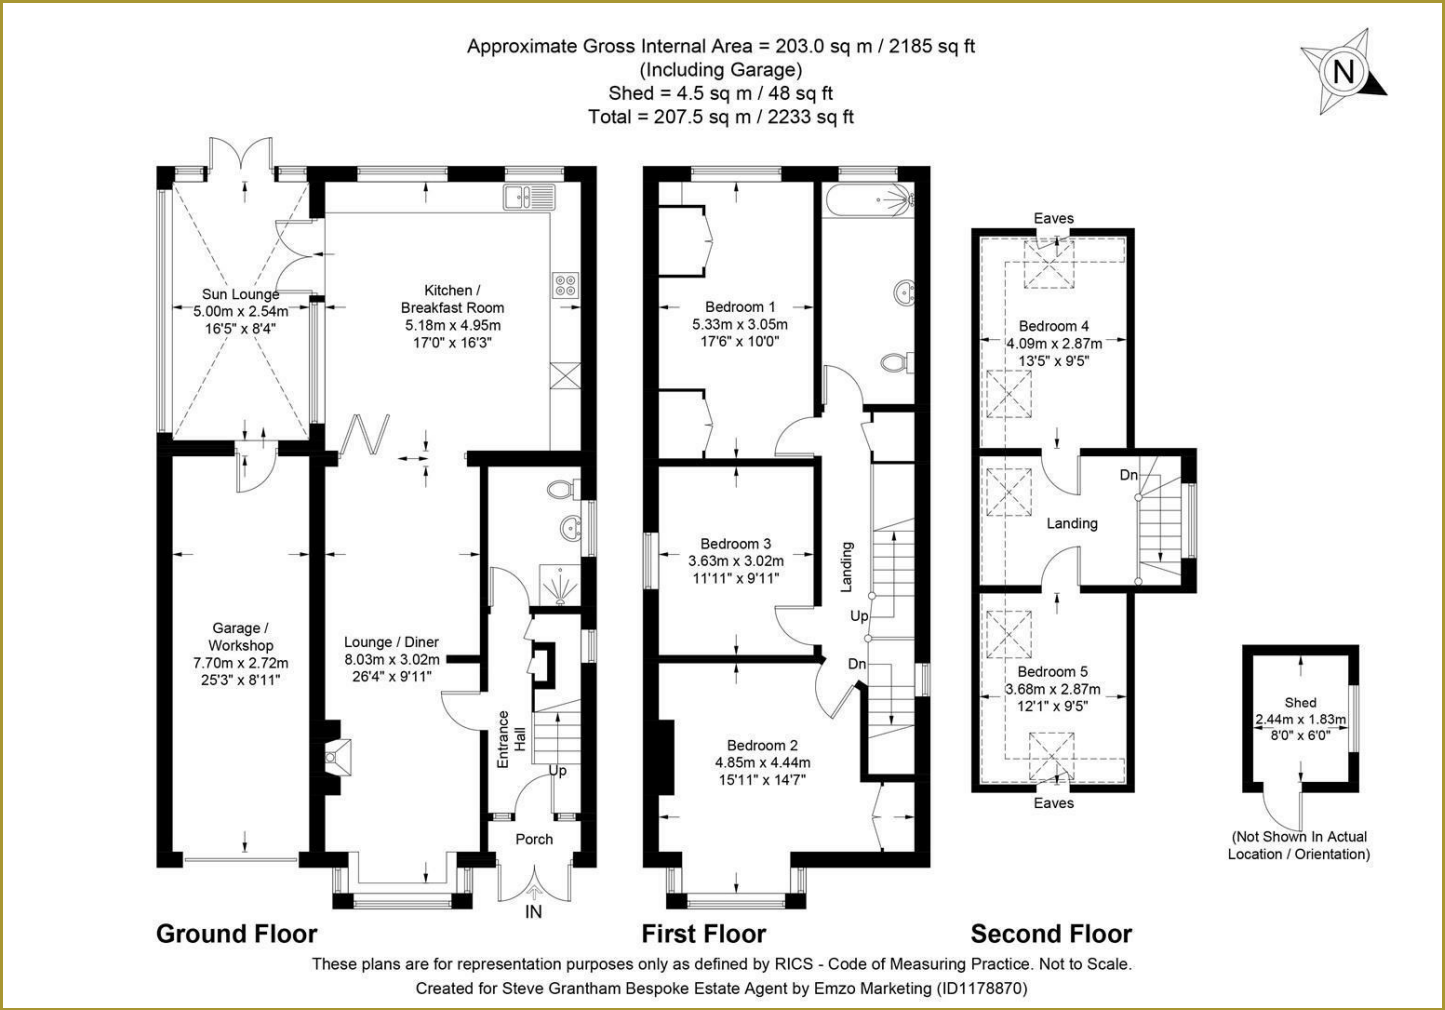 Approximate Gross Internal Area = 203.0 sq m / 2185 sq ft
(Including Garage)
Shed = 4.5 sq m / 48 sq ft
Total = 207.5 sq m / 2233 sq ft
N
Sun Lounge
5.00m x 2.54m
16'5" x 8'4"
Kitchen /
Breakfast Room
5.18m x 4.95m
17'0" x 16'3"
Garage /
Workshop
7.70m x 2.72m
25'3" x 8'11"
Lounge / Diner
8.03m x 3.02m
26'4" x 9'11"
Entrance
Hall
Up
Porch
IN
Ground Floor
Bedroom 1
5.33m x 3.05m
17'6" x 10'0"
Bedroom 3
3.63m x 3.02m
11'11" x 9'11"
Landing
Up
Dn
Bedroom 2
4.85m x 4.44m
15'11" x 14'7"
First Floor
Eaves
Bedroom 4
4.09m x 2.87m
13'5" x 9'5"
Dn
Landing
Bedroom 5
3.68m x 2.87m
12'1" x 9'5"
Eaves
Second Floor
Shed
2.44m x 1.83m
8'0" x 6'0"
(Not Shown In Actual
Location / Orientation)
These plans are for representation purposes only as defined by RICS - Code of Measuring Practice. Not to Scale.
Created for Steve Grantham Bespoke Estate Agent by Emzo Marketing (ID1178870)